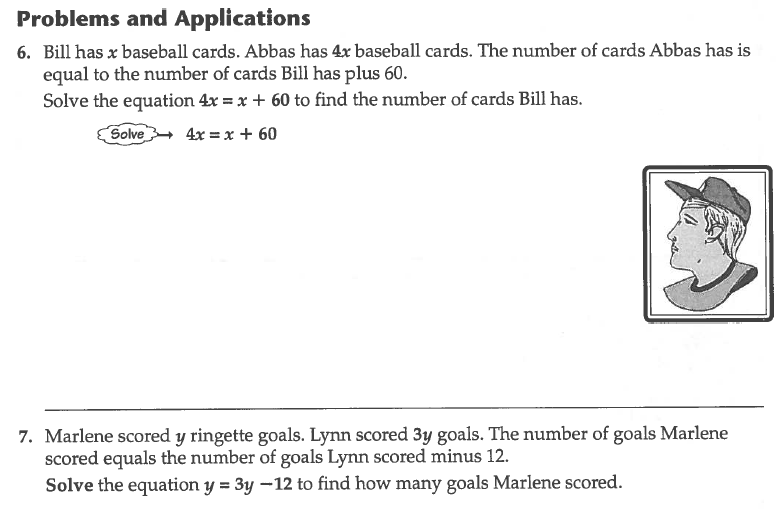 Problems and Applications
6. Bill has x baseball cards. Abbas has 4x baseball cards. The number of cards Abbas has is
equal to the number of cards Bill has plus 60.
Solve the equation 4x = x + 60 to find the number of cards Bill has.
Solve → 4x = x + 60
7. Marlene scored y ringette goals. Lynn scored 3y goals. The number of goals Marlene
scored equals the number of goals Lynn scored minus 12.
Solve the equation y = 3y −12 to find how many goals Marlene scored.